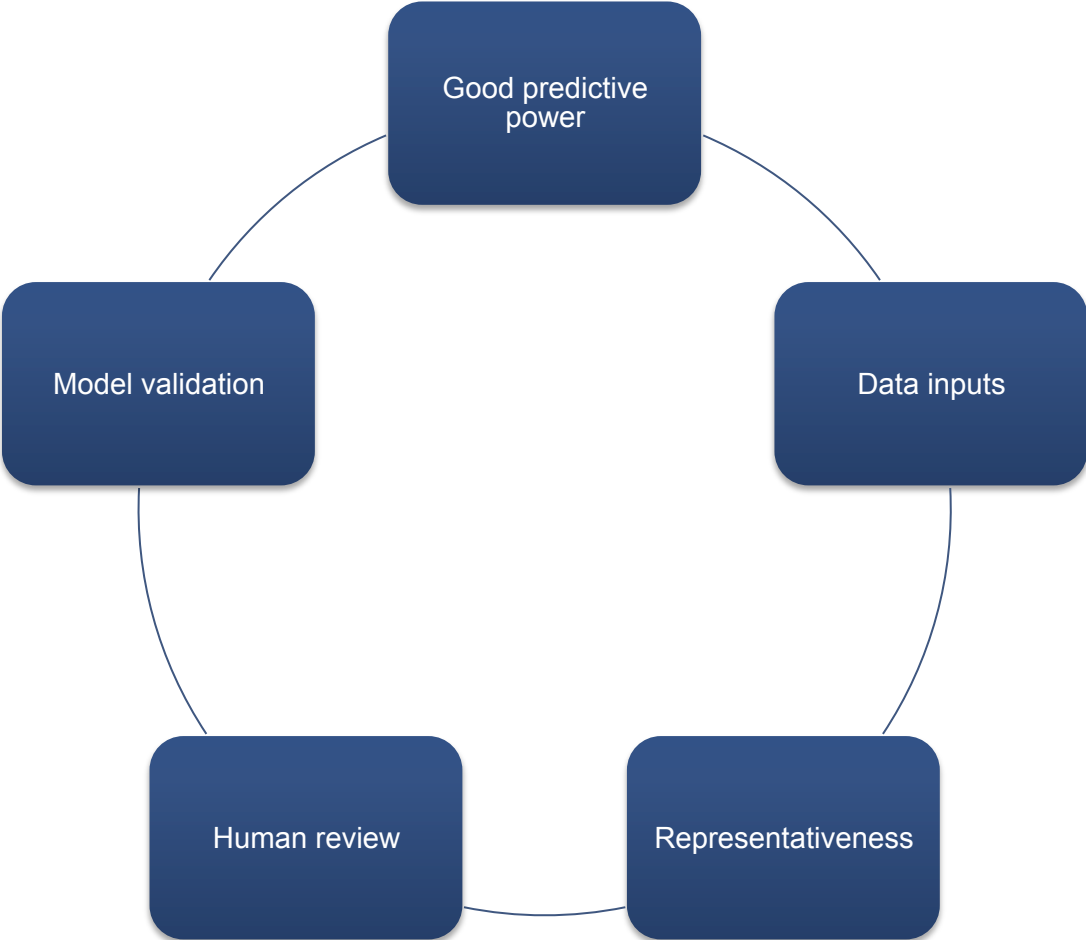 Good predictive
power
Data inputs
Representativeness
Human review
Model validation